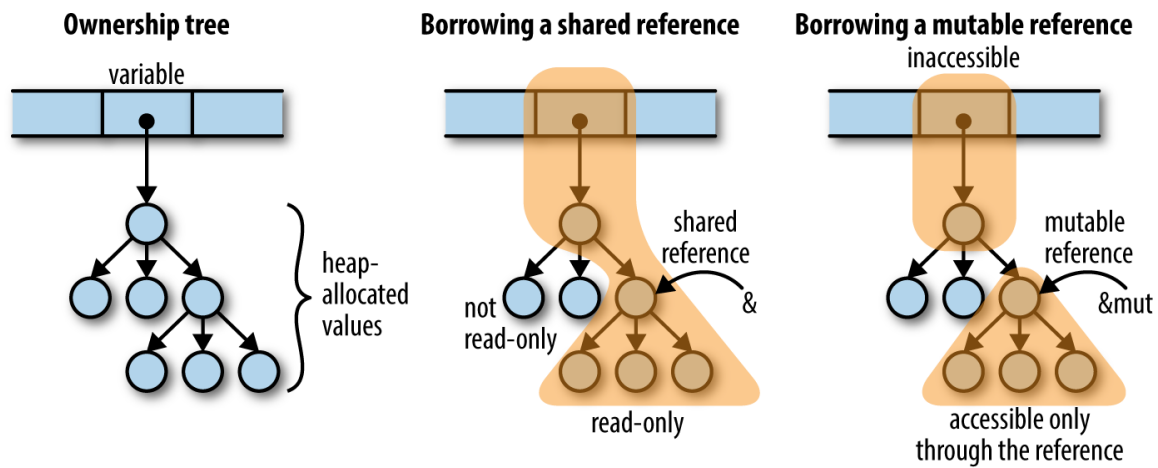 Ownership tree
variable
heap-
allocated
values
Borrowing a shared reference
shared
reference
&
not
read-only
read-only
Borrowing a mutable reference
inaccessible
mutable
reference
&mut
accessible only
through the reference